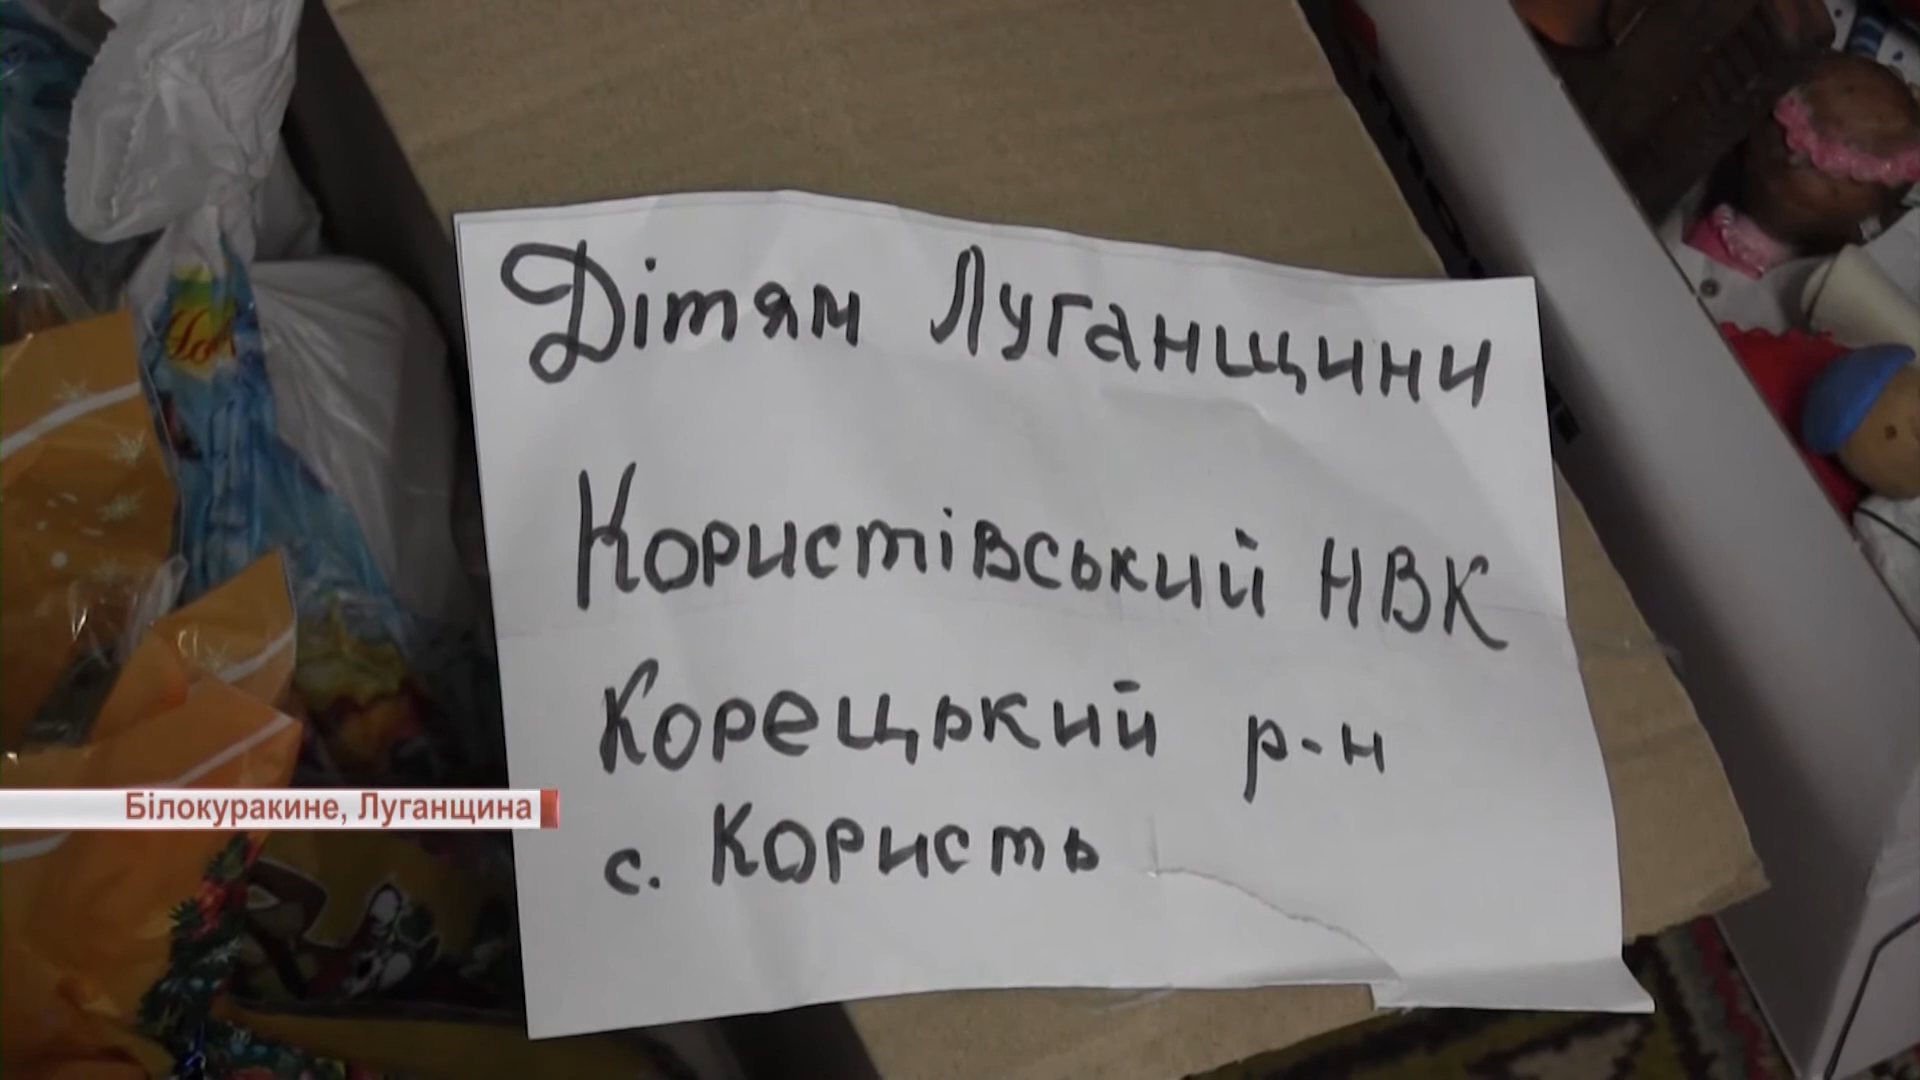 Дітям Луганщини
Користівський НВК
Корецький р-н
с. Користь
Білокуракине, Луганщина